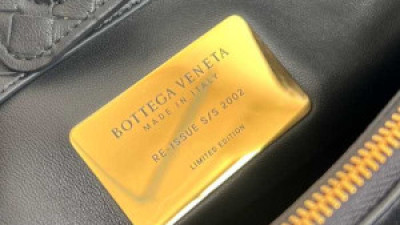 BOTTEGA VENETA
MADE IN ITALY
RE-ISSUE S/S 2002
LIMITED EDITION